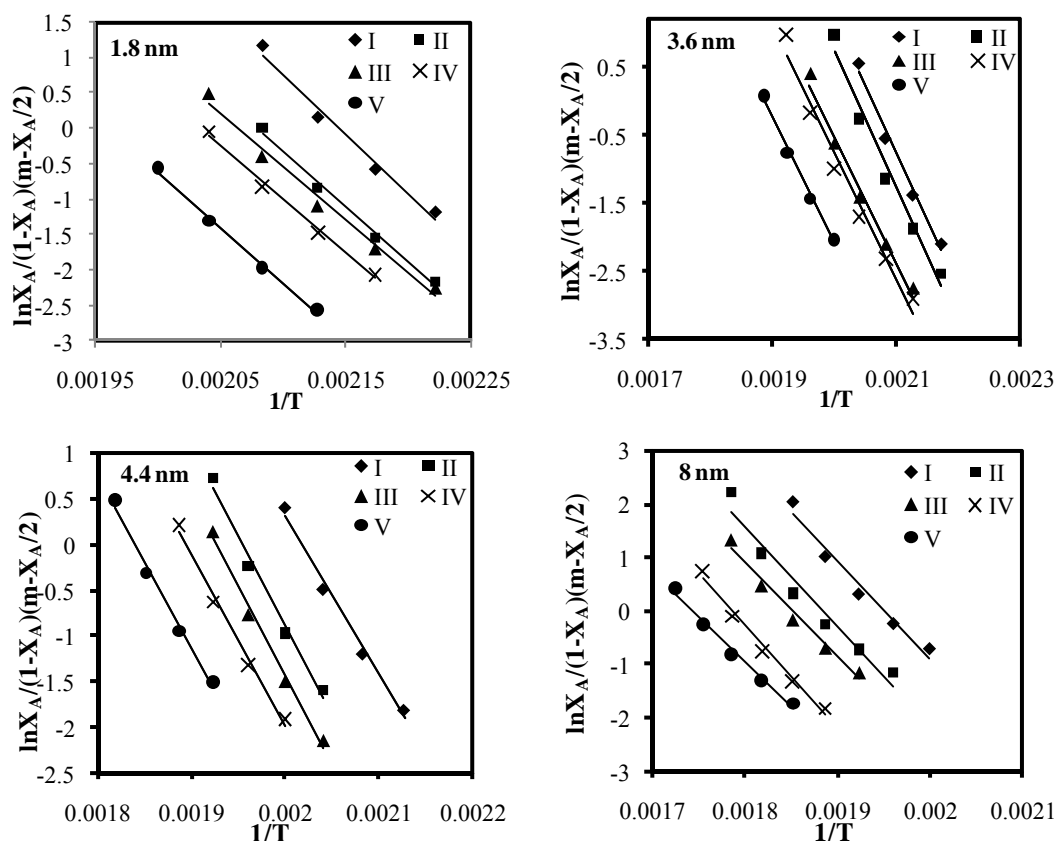 1.8 nm
I II
III IV
V
1.5
1
0.5
0
-0.5
-1
-1.5
-2
-2.5
-3
lnX_A/(1-X_A)(m-X_A/2)
0.00195 0.00205 0.00215 0.00225
1/T
3.6 nm
I
II
III
IV
V
0.5
-0.5
-1.5
-2.5
-3.5
lnX_A/(1-X_A)(m-X_A/2)
0.0017 0.0019 0.0021 0.0023
1/T
4.4 nm
I II
III IV
V
1
0.5
0
-0.5
-1
-1.5
-2
-2.5
lnX_A/(1-X_A)(m-X_A/2)
0.0018 0.0019 0.002 0.0021 0.0022
1/T
8 nm
I II
III IV
V
3
2
1
0
-1
-2
-3
lnX_A/(1-X_A)(m-X_A/2)
0.0017 0.0018 0.0019 0.002 0.0021
1/T